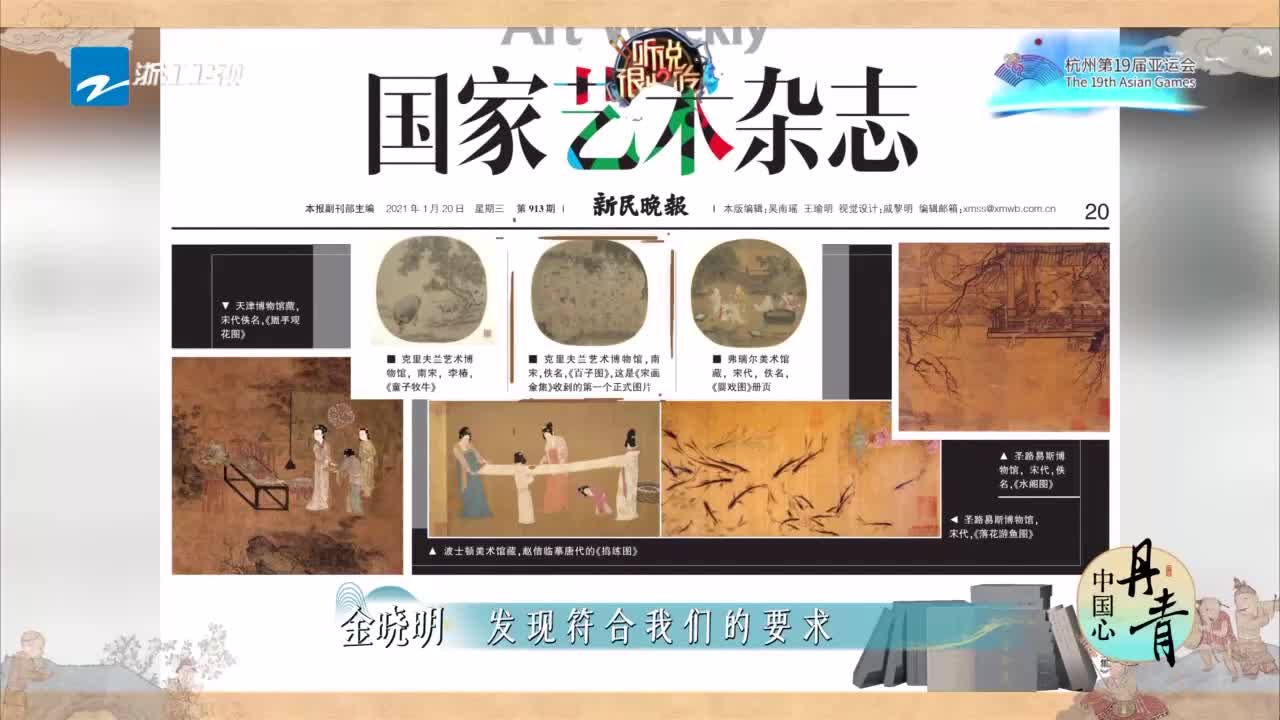 Art Weekly
浙江卫视
听说很好吃
杭州第19届亚运会
The 19th Asian Games
国家艺术杂志
本报副刊部主编 2021年1月20日 星期三 第913期 | 新民晚报 | 本版编辑:吴南瑶 王瑜明 视觉设计:戚黎明 编辑邮箱:xmss@xmwb.com.cn
20
▼ 天津博物馆藏,
宋代佚名,《盥手观
花图》
■ 克里夫兰艺术博
物馆，南宋，李椿，
《童子牧牛》
■ 克里夫兰艺术博物馆,南
宋,佚名,《百子图》,这是《宋画
全集》收到的第一个正式图片
■ 弗瑞尔美术馆
藏，宋代，佚名，
《婴戏图》册页
▲ 圣路易斯博
物馆，宋代,佚
名,《水阁图》
◀ 圣路易斯博物馆，
宋代,《落花游鱼图》
▲ 波士顿美术馆藏,赵佶临摹唐代的《捣练图》
金晓明 发现符合我们的要求
中国心
丹青